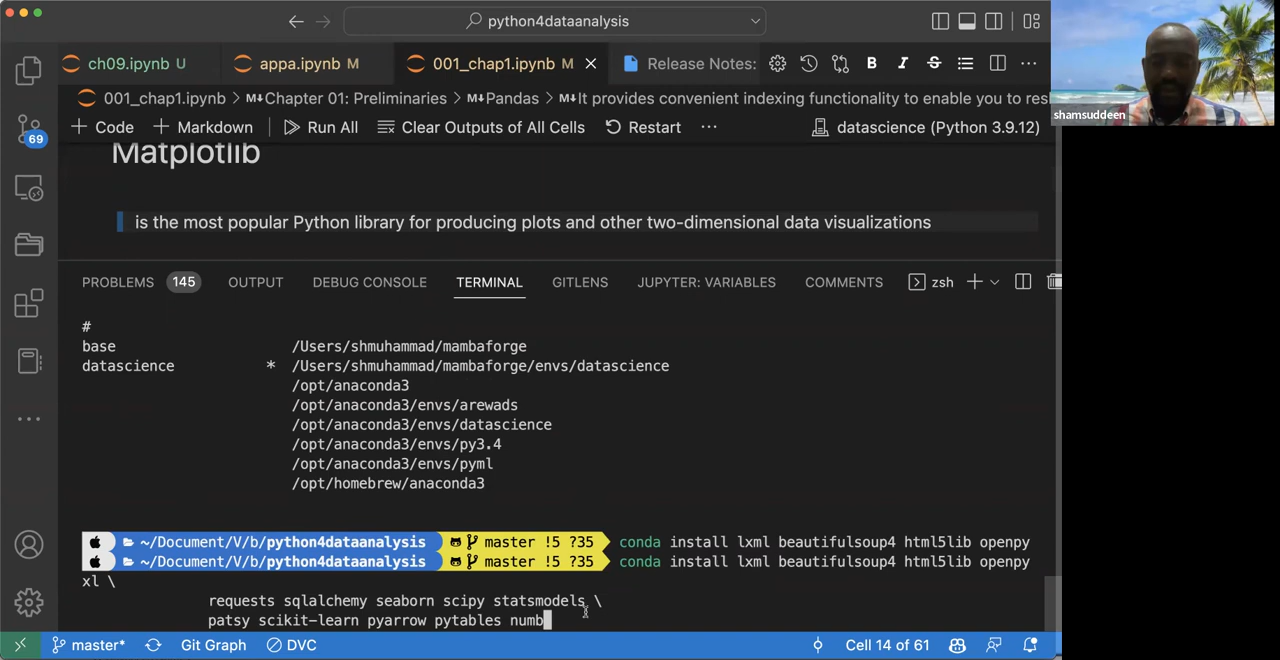 python4dataanalysis
ch09.ipynb U appa.ipynb M 001_chap1.ipynb M Release Notes:
001_chap1.ipynb > M↓Chapter 01: Preliminaries > M↓Pandas > M↓It provides convenient indexing functionality to enable you to res
Code Markdown Run All Clear Outputs of All Cells Restart ... datascience (Python 3.9.12)
Matplotlib
is the most popular Python library for producing plots and other two-dimensional data visualizations
PROBLEMS 145 OUTPUT DEBUG CONSOLE TERMINAL GITLENS JUPYTER: VARIABLES COMMENTS zsh
#
base /Users/shmuhammad/mambaforge
datascience * /Users/shmuhammad/mambaforge/envs/datascience
/opt/anaconda3
/opt/anaconda3/envs/arewads
/opt/anaconda3/envs/datascience
/opt/anaconda3/envs/py3.4
/opt/anaconda3/envs/pyml
/opt/homebrew/anaconda3
~/Document/V/b/python4dataanalysis master !5 ?35 conda install lxml beautifulsoup4 html5lib openpy
~/Document/V/b/python4dataanalysis master !5 ?35 conda install lxml beautifulsoup4 html5lib openpy
xl \
requests sqlalchemy seaborn scipy statsmodels \
patsy scikit-learn pyarrow pytables numb
69
master* Git Graph DVC Cell 14 of 61
shamsuddeen